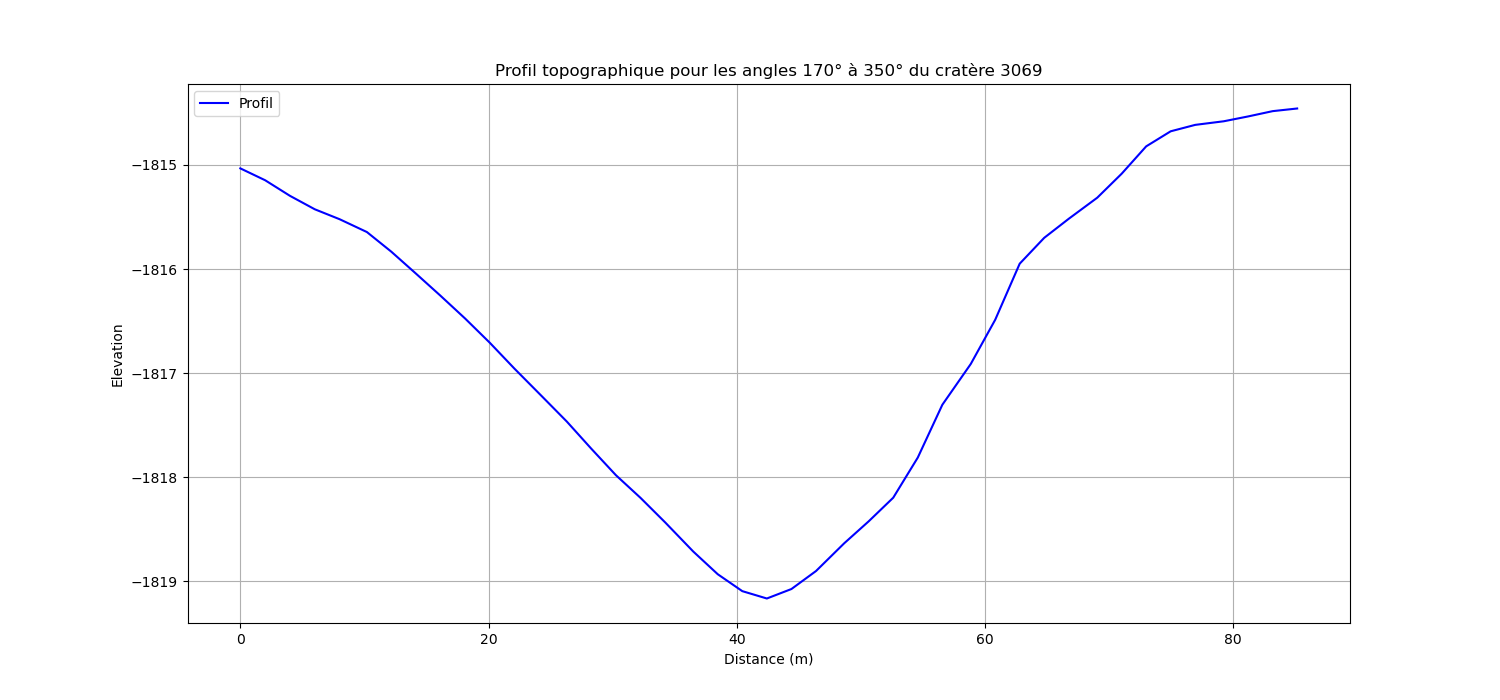 Profil topographique pour les angles 170° à 350° du cratère 3069
Profil
−1815
−1816
−1817
−1818
−1819
Elevation
0 20 40 60 80
Distance (m)